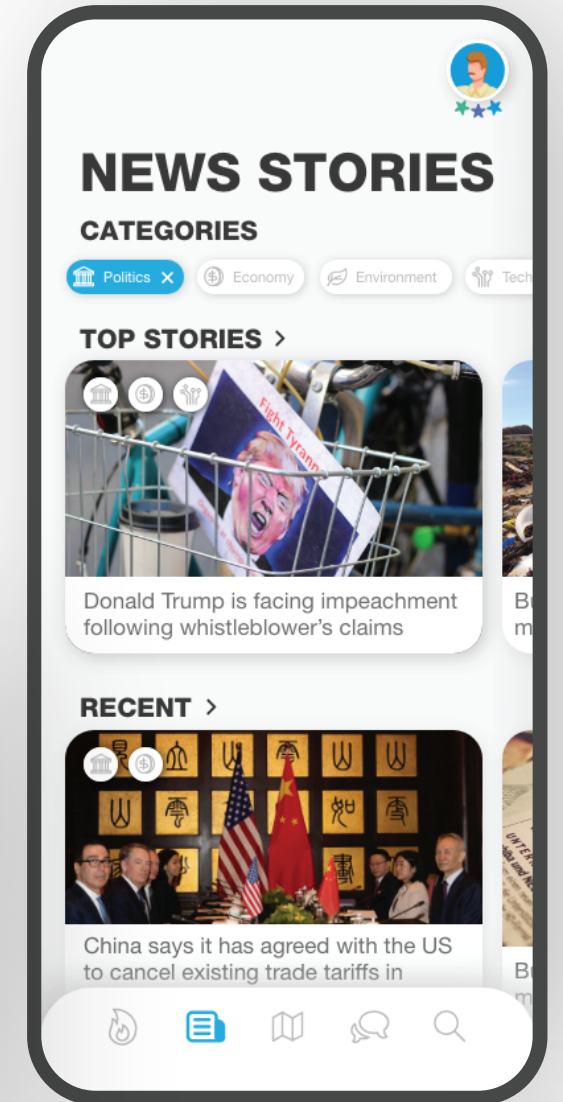 NEWS STORIES
CATEGORIES
Politics
Economy
Environment
Tech
TOP STORIES
Fight
Donald Trump is facing impeachment
following whistleblower’s claims
RECENT
China says it has agreed with the US
to cancel existing trade tariffs in